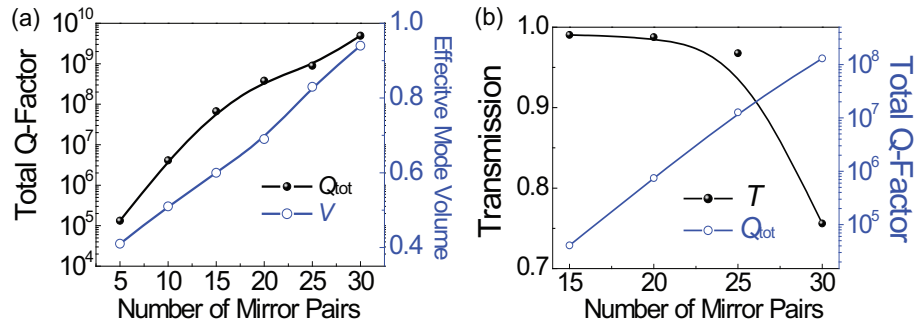 (a)
10^10
10^9
10^8
10^7
10^6
10^5
10^4
Total Q-Factor
5 10 15 20 25 30
Number of Mirror Pairs
1.0
0.8
0.6
0.4
Effecitve Mode Volume
Qtot
V
(b)
1.0
0.9
0.8
0.7
Transmission
15 20 25 30
Number of Mirror Pairs
10^8
10^7
10^6
10^5
Total Q-Factor
T
Qtot